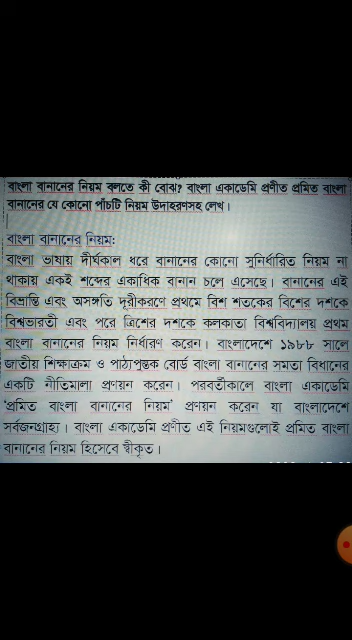 বাংলা বানানের নিয়ম বলতে কী বোঝ? বাংলা একাডেমি প্রণীত প্রমিত বাংলা
বানানের যে কোনো পাঁচটি নিয়ম উদাহরণসহ লেখ।
বাংলা বানানের নিয়ম:
বাংলা ভাষায় দীর্ঘকাল ধরে বানানের কোনো সুনির্ধারিত নিয়ম না
থাকায় একই শব্দের একাধিক বানান চলে এসেছে। বানানের এই
বিভ্রান্তি এবং অসঙ্গতি দূরীকরণে প্রথমে বিশ শতকের বিশের দশকে
বিশ্বভারতী এবং পরে ত্রিশের দশকে কলকাতা বিশ্ববিদ্যালয় প্রথম
বাংলা বানানের নিয়ম নির্ধারণ করেন। বাংলাদেশে ১৯৮৮ সালে
জাতীয় শিক্ষাক্রম ও পাঠ্যপুস্তক বোর্ড বাংলা বানানের সমতা বিধানের
একটি নীতিমালা প্রণয়ন করেন। পরবর্তীকালে বাংলা একাডেমি
'প্রমিত বাংলা বানানের নিয়ম' প্রণয়ন করেন যা বাংলাদেশে
সর্বজনগ্রাহ্য। বাংলা একাডেমি প্রণীত এই নিয়মগুলোই প্রমিত বাংলা
বানানের নিয়ম হিসেবে স্বীকৃত।